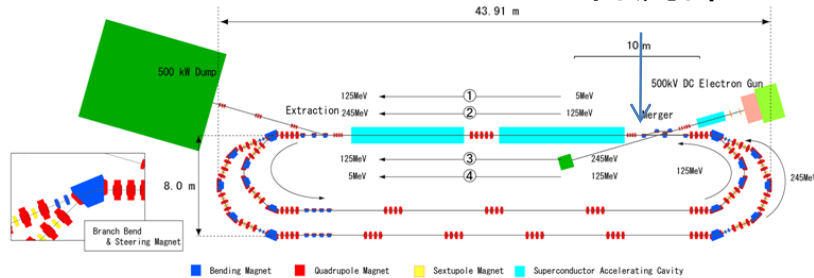 43.91 m
10 m
500 kW Dump
500kV DC Electron Gun
125MeV ① 5MeV
Extraction 245MeV ② 125MeV
Merger
125MeV ③ 245MeV
8.0 m
5MeV ④ 125MeV
125MeV
245MeV
Branch Bend
& Steering Magnet
Bending Magnet
Quadrupole Magnet
Sextupole Magnet
Superconductor Accelerating Cavity